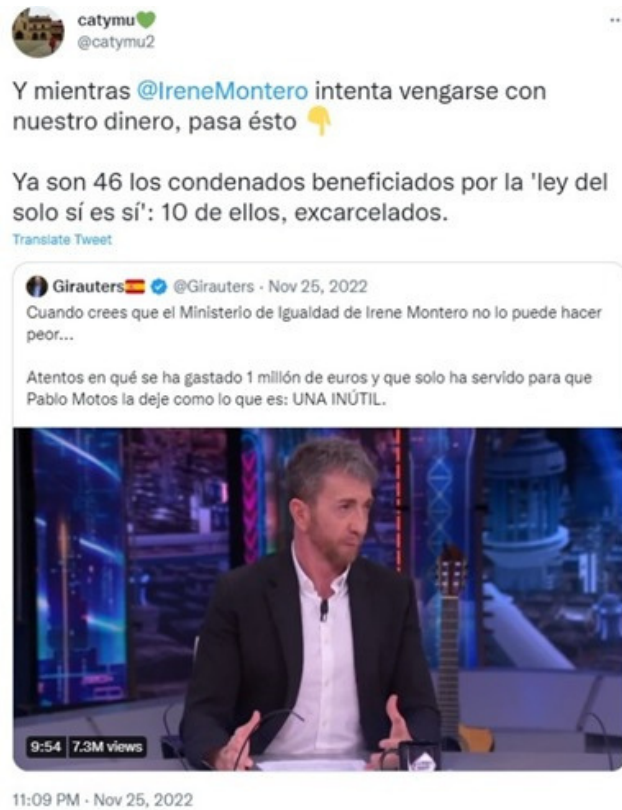 catymu💚
@catymu2
Y mientras @IreneMontero intenta vengarse con
nuestro dinero, pasa ésto 👇
Ya son 46 los condenados beneficiados por la 'ley del
solo sí es sí': 10 de ellos, excarcelados.
Translate Tweet
Girauters🇪🇸 @Girauters · Nov 25, 2022
Cuando crees que el Ministerio de Igualdad de Irene Montero no lo puede hacer
peor...
Atentos en qué se ha gastado 1 millón de euros y que solo ha servido para que
Pablo Motos la deje como lo que es: UNA INÚTIL.
9:54 7.3M views
11:09 PM · Nov 25, 2022